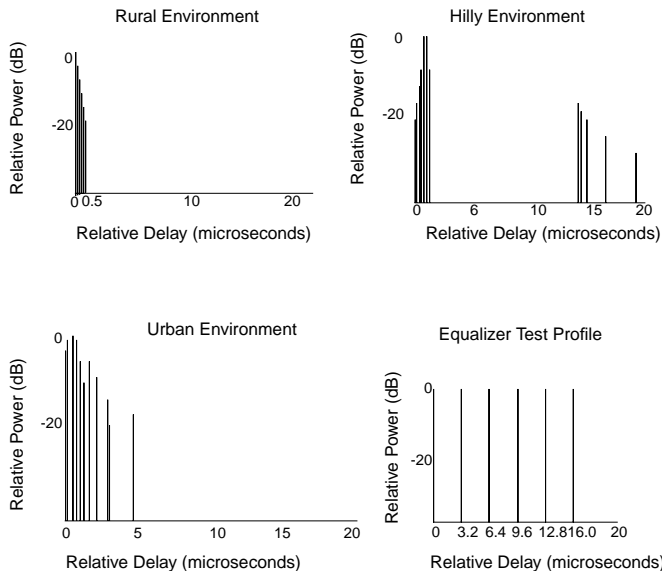 Rural Environment
Relative Power (dB)
0
-20
0 0.5 10 20
Relative Delay (microseconds)
Hilly Environment
Relative Power (dB)
0
-20
0 6 10 15 20
Relative Delay (microseconds)
Urban Environment
Relative Power (dB)
0
-20
0 5 10 15 20
Relative Delay (microseconds)
Equalizer Test Profile
Relative Power (dB)
0
-20
0 3.2 6.4 9.6 12.816.0 20
Relative Delay (microseconds)